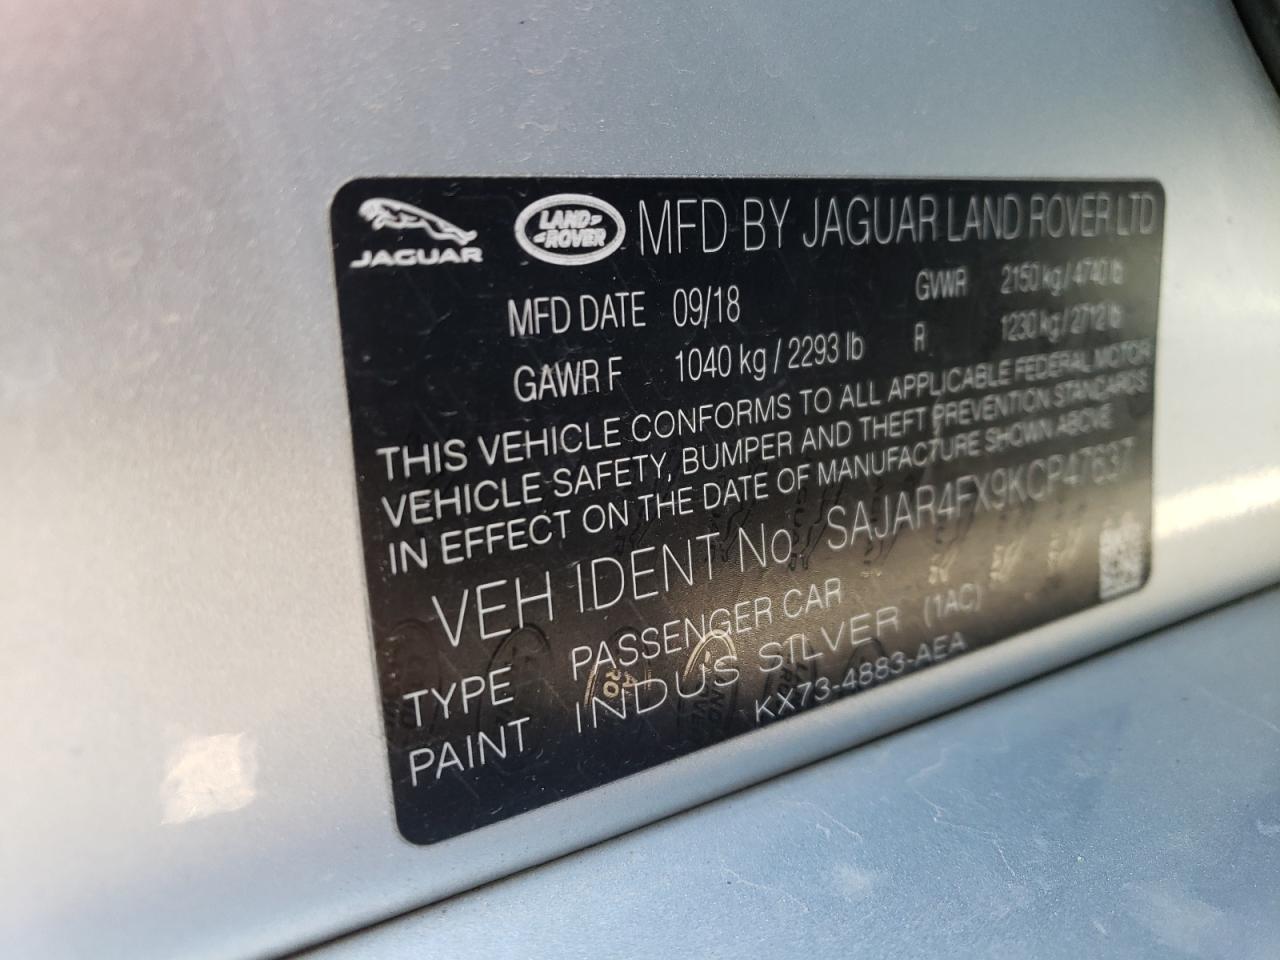 JAGUAR
LAND ROVER
MFD BY JAGUAR LAND ROVER LTD
MFD DATE 09/18 GVWR 2150 kg / 4740 lb
GAWR F 1040 kg / 2293 lb R 1230 kg / 2712 lb
THIS VEHICLE CONFORMS TO ALL APPLICABLE FEDERAL MOTOR
VEHICLE SAFETY, BUMPER AND THEFT PREVENTION STANDARDS
IN EFFECT ON THE DATE OF MANUFACTURE SHOWN ABOVE
VEH IDENT No. SAJAR4FX9KCP47637
TYPE PASSENGER CAR
PAINT INDUS SILVER (1AC)
KX73-4883-AEA